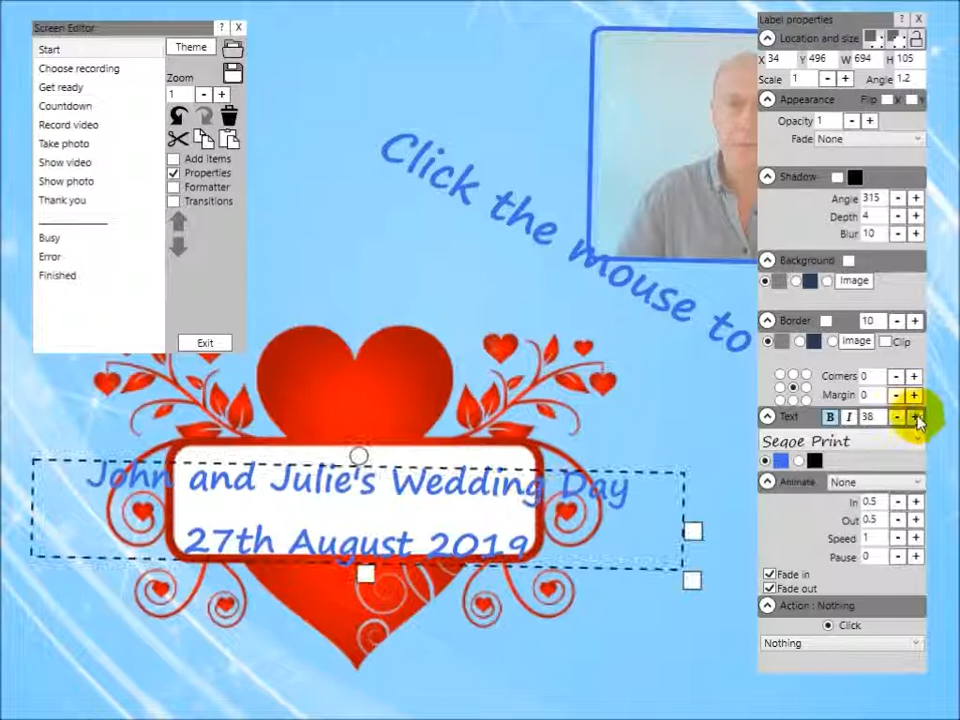 Screen Editor ? X
Start
Choose recording
Get ready
Countdown
Record video
Take photo
Show video
Show photo
Thank you
Busy
Error
Finished
Theme
Zoom
1 - +
Add items
Properties
Formatter
Transitions
Exit
Click the mouse to
John and Julie's Wedding Day
27th August 2019
Label properties ? X
Location and size
X 34 Y 496 W 694 H 105
Scale 1 - + Angle 1.2
Appearance Flip X Y
Opacity 1 - +
Fade None
Shadow
Angle 315 - +
Depth 4 - +
Blur 10 - +
Background
Image
Border 10 - +
Image Clip
Corners 0 - +
Margin 0 - +
Text B I 38 - +
Segoe Print
Animate None
In 0.5 - +
Out 0.5 - +
Speed 1 - +
Pause 0 - +
Fade in
Fade out
Action : Nothing
Click
Nothing